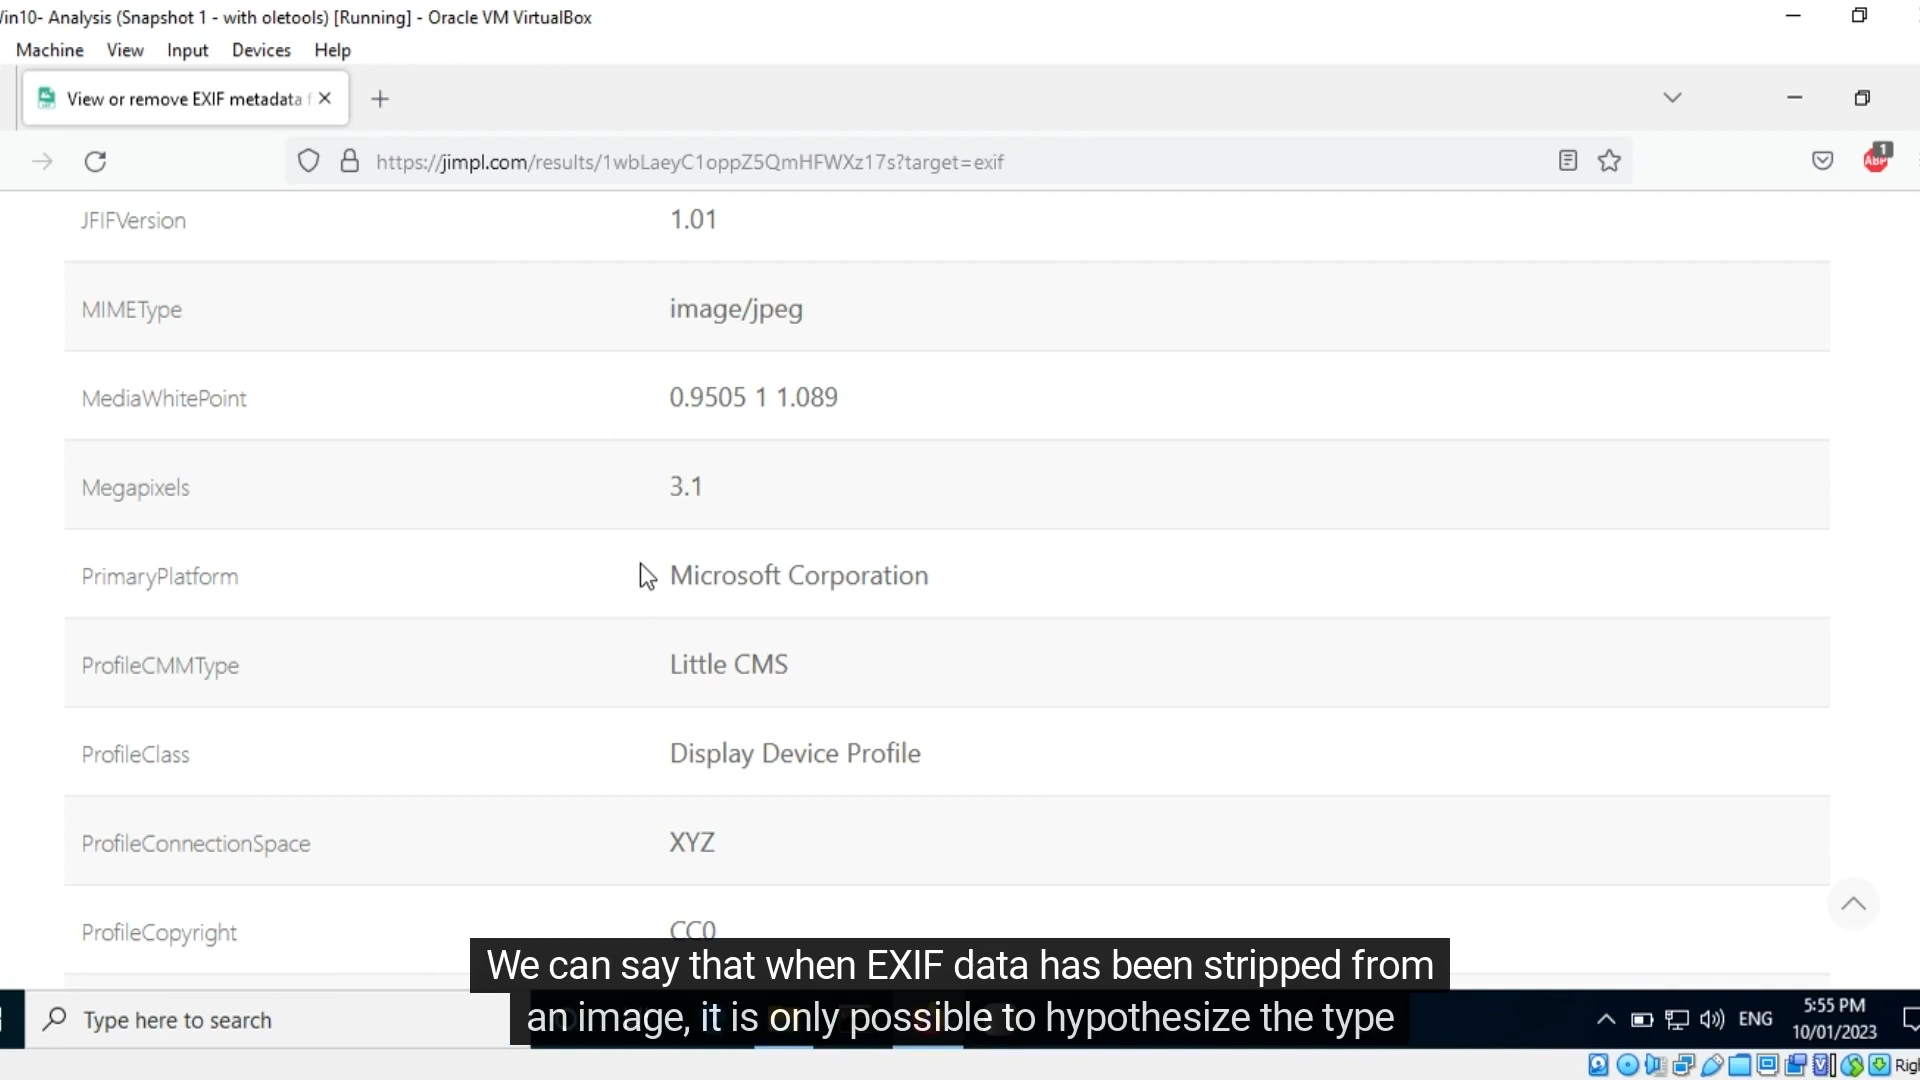 in10- Analysis (Snapshot 1 - with oletools) [Running] - Oracle VM VirtualBox
Machine View Input Devices Help
View or remove EXIF metadata
https://jimpl.com/results/1wbLaeyC1oppZ5QmHFWXz17s?target=exif
1
ABP
JFIFVersion 1.01
MIMEType image/jpeg
MediaWhitePoint 0.9505 1 1.089
Megapixels 3.1
PrimaryPlatform Microsoft Corporation
ProfileCMMType Little CMS
ProfileClass Display Device Profile
ProfileConnectionSpace XYZ
ProfileCopyright CC0
We can say that when EXIF data has been stripped from
an image, it is only possible to hypothesize the type
Type here to search
ENG
5:55 PM
10/01/2023
Rig